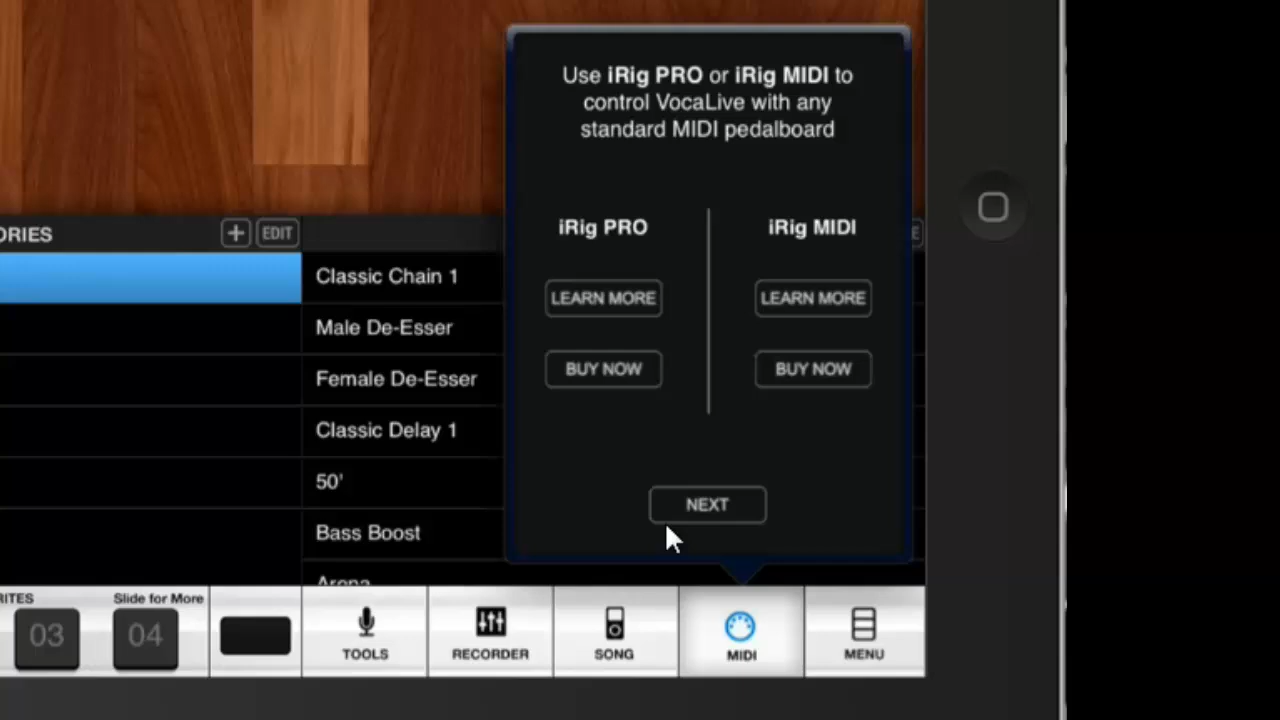 Use iRig PRO or iRig MIDI to
control VocaLive with any
standard MIDI pedalboard
iRig PRO
iRig MIDI
LEARN MORE
LEARN MORE
BUY NOW
BUY NOW
NEXT
ORIES
+ EDIT
E
Classic Chain 1
Male De-Esser
Female De-Esser
Classic Delay 1
50'
Bass Boost
Arena
RITES
Slide for More
03
04
TOOLS
RECORDER
SONG
MIDI
MENU